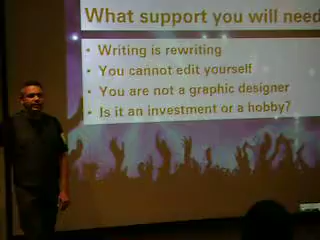 What support you will need
• Writing is rewriting
• You cannot edit yourself
• You are not a graphic designer
• Is it an investment or a hobby?